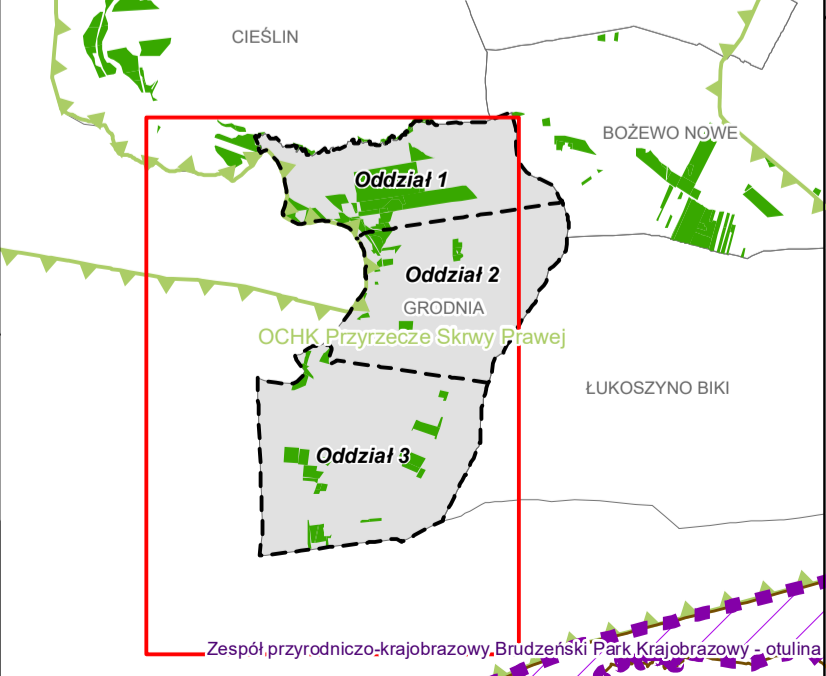 CIEŚLIN
BOŻEWO NOWE
Oddział 1
Oddział 2
GRODNIA
OCHK Przyrzecze Skrwy Prawej
ŁUKOSZYNO BIKI
Oddział 3
Zespół przyrodniczo-krajobrazowy Brudzeński Park Krajobrazowy - otulina